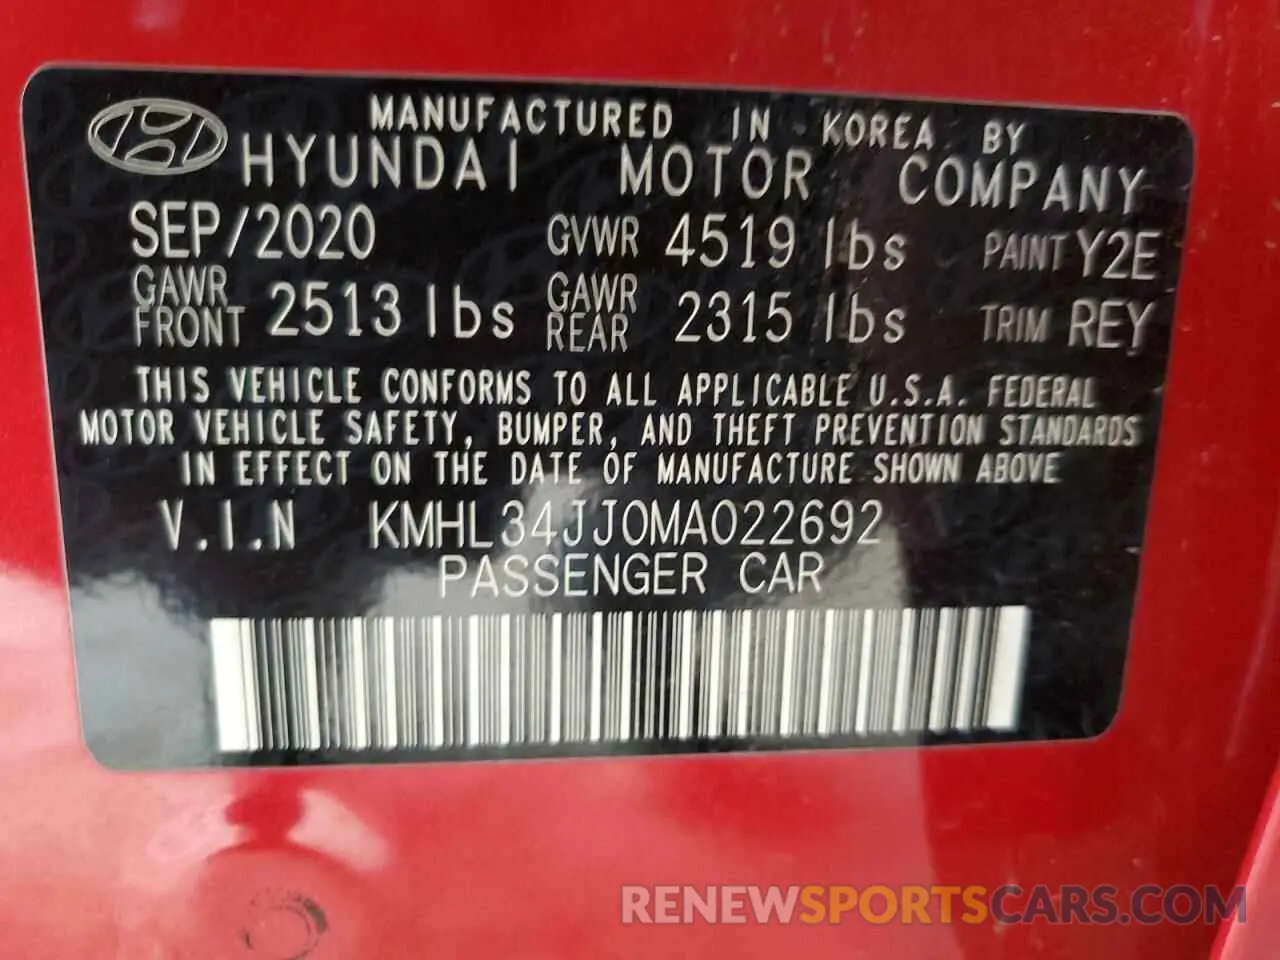 MANUFACTURED IN KOREA BY
HYUNDAI MOTOR COMPANY
SEP/2020 GVWR 4519 lbs PAINT Y2E
GAWR FRONT 2513 lbs GAWR REAR 2315 lbs TRIM REY
THIS VEHICLE CONFORMS TO ALL APPLICABLE U.S.A. FEDERAL
MOTOR VEHICLE SAFETY, BUMPER, AND THEFT PREVENTION STANDARDS
IN EFFECT ON THE DATE OF MANUFACTURE SHOWN ABOVE
V.I.N KMHL34JJ0MA022692
PASSENGER CAR
RENEWSPORTSCARS.COM